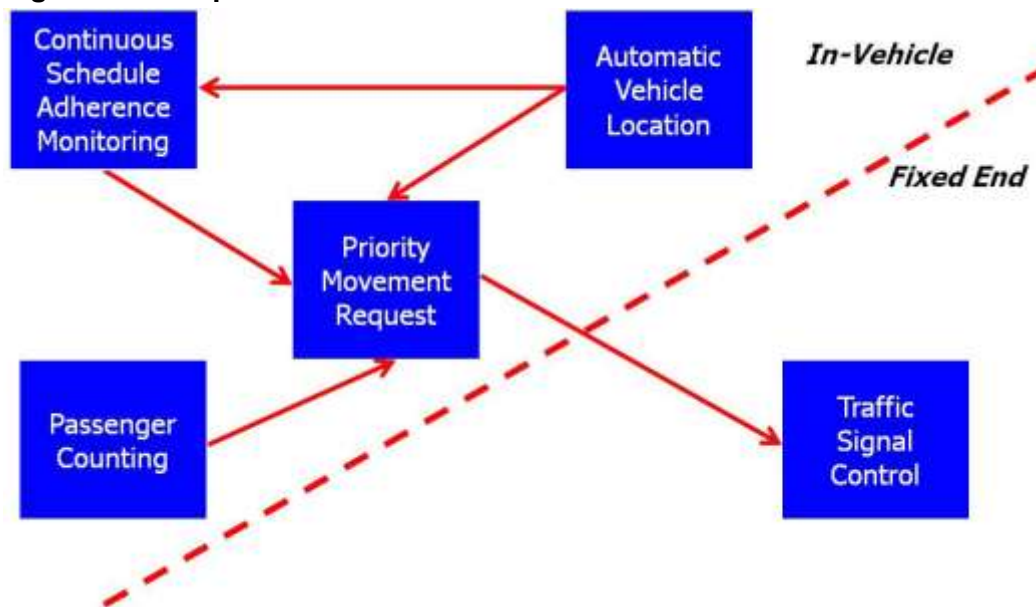 Continuous
Schedule
Adherence
Monitoring
Automatic
Vehicle
Location
In-Vehicle
Fixed End
Priority
Movement
Request
Passenger
Counting
Traffic
Signal
Control